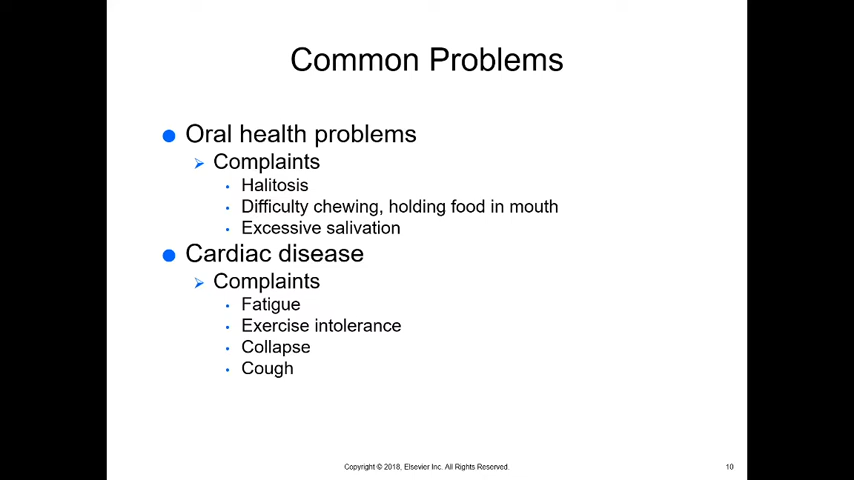 Common Problems
Oral health problems
Complaints
Halitosis
Difficulty chewing, holding food in mouth
Excessive salivation
Cardiac disease
Complaints
Fatigue
Exercise intolerance
Collapse
Cough
Copyright © 2018, Elsevier Inc. All Rights Reserved.
10